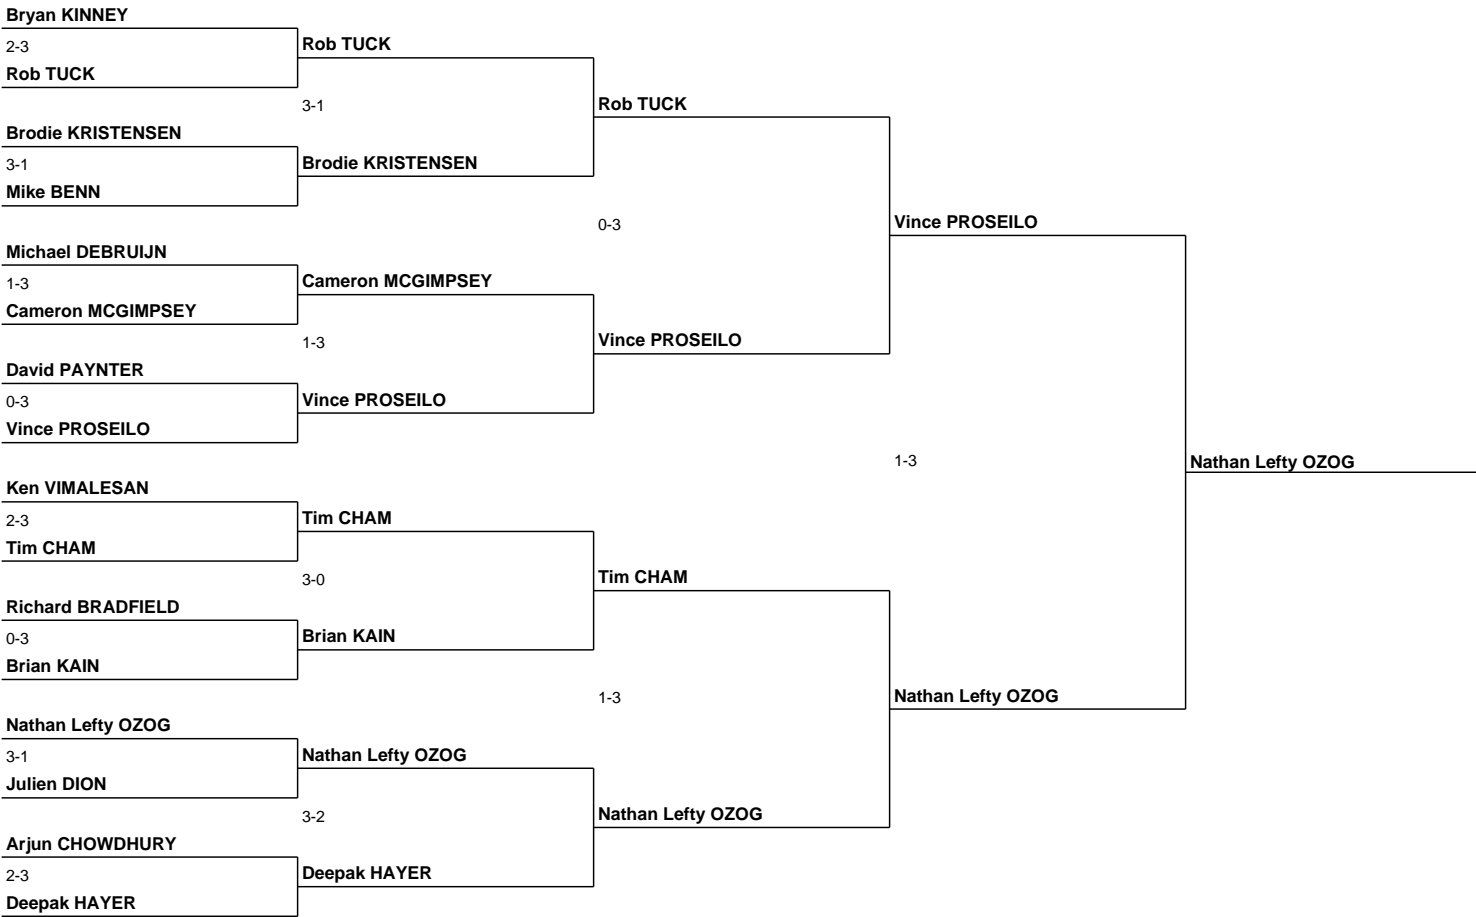 Bryan KINNEY
2-3
Rob TUCK
Rob TUCK
3-1
Rob TUCK
Brodie KRISTENSEN
3-1
Mike BENN
Brodie KRISTENSEN
0-3
Vince PROSEILO
Michael DEBRUIJN
1-3
Cameron MCGIMPSEY
Cameron MCGIMPSEY
1-3
Vince PROSEILO
David PAYNTER
0-3
Vince PROSEILO
Vince PROSEILO
1-3
Nathan Lefty OZOG
Ken VIMALESAN
2-3
Tim CHAM
Tim CHAM
3-0
Tim CHAM
Richard BRADFIELD
0-3
Brian KAIN
Brian KAIN
1-3
Nathan Lefty OZOG
Nathan Lefty OZOG
3-1
Julien DION
Nathan Lefty OZOG
3-2
Nathan Lefty OZOG
Arjun CHOWDHURY
2-3
Deepak HAYER
Deepak HAYER